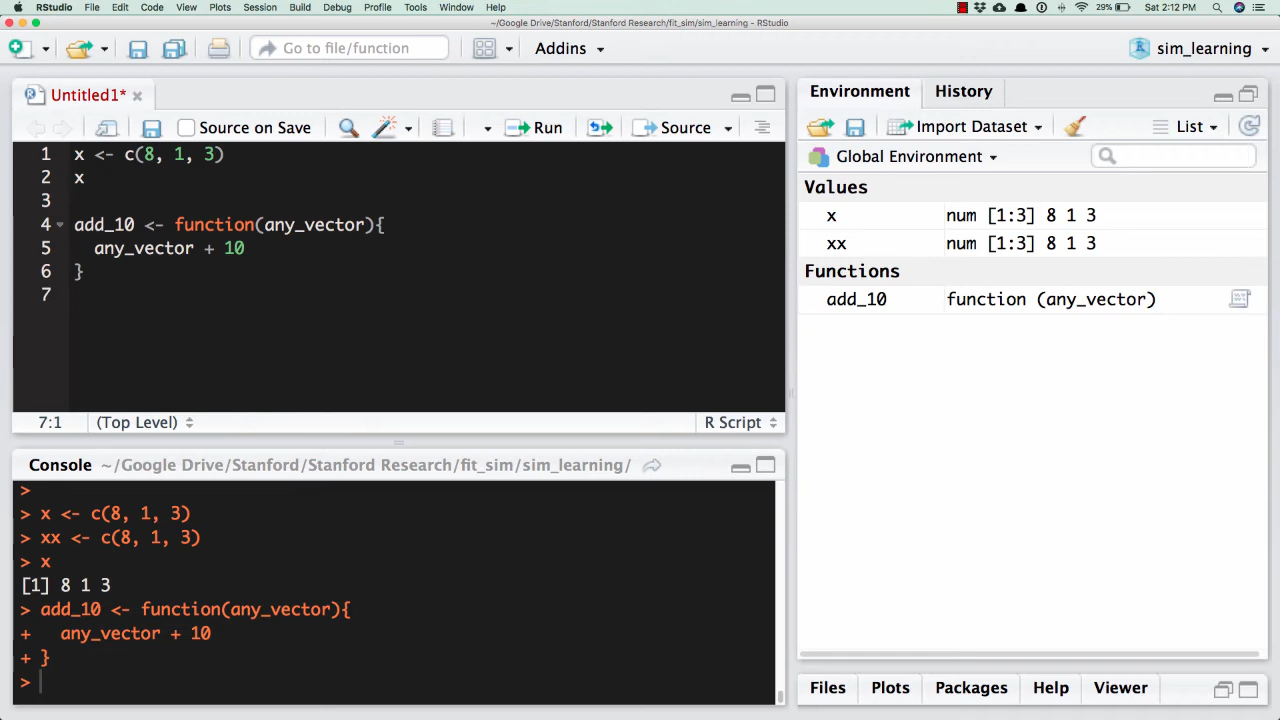 RStudio File Edit Code View Plots Session Build Debug Profile Tools Window Help 29% Sat 2:12 PM
~/Google Drive/Stanford/Stanford Research/fit_sim/sim_learning - RStudio
Go to file/function Addins sim_learning
Untitled1*
Source on Save Run Source
1 x <- c(8, 1, 3)
2 x
3
4 add_10 <- function(any_vector){
5 any_vector + 10
6 }
7
7:1 (Top Level) R Script
Console ~/Google Drive/Stanford/Stanford Research/fit_sim/sim_learning/
>
> x <- c(8, 1, 3)
> xx <- c(8, 1, 3)
> x
[1] 8 1 3
> add_10 <- function(any_vector){
+ any_vector + 10
+ }
>
Environment History
Import Dataset List
Global Environment
Values
x num [1:3] 8 1 3
xx num [1:3] 8 1 3
Functions
add_10 function (any_vector)
Files Plots Packages Help Viewer